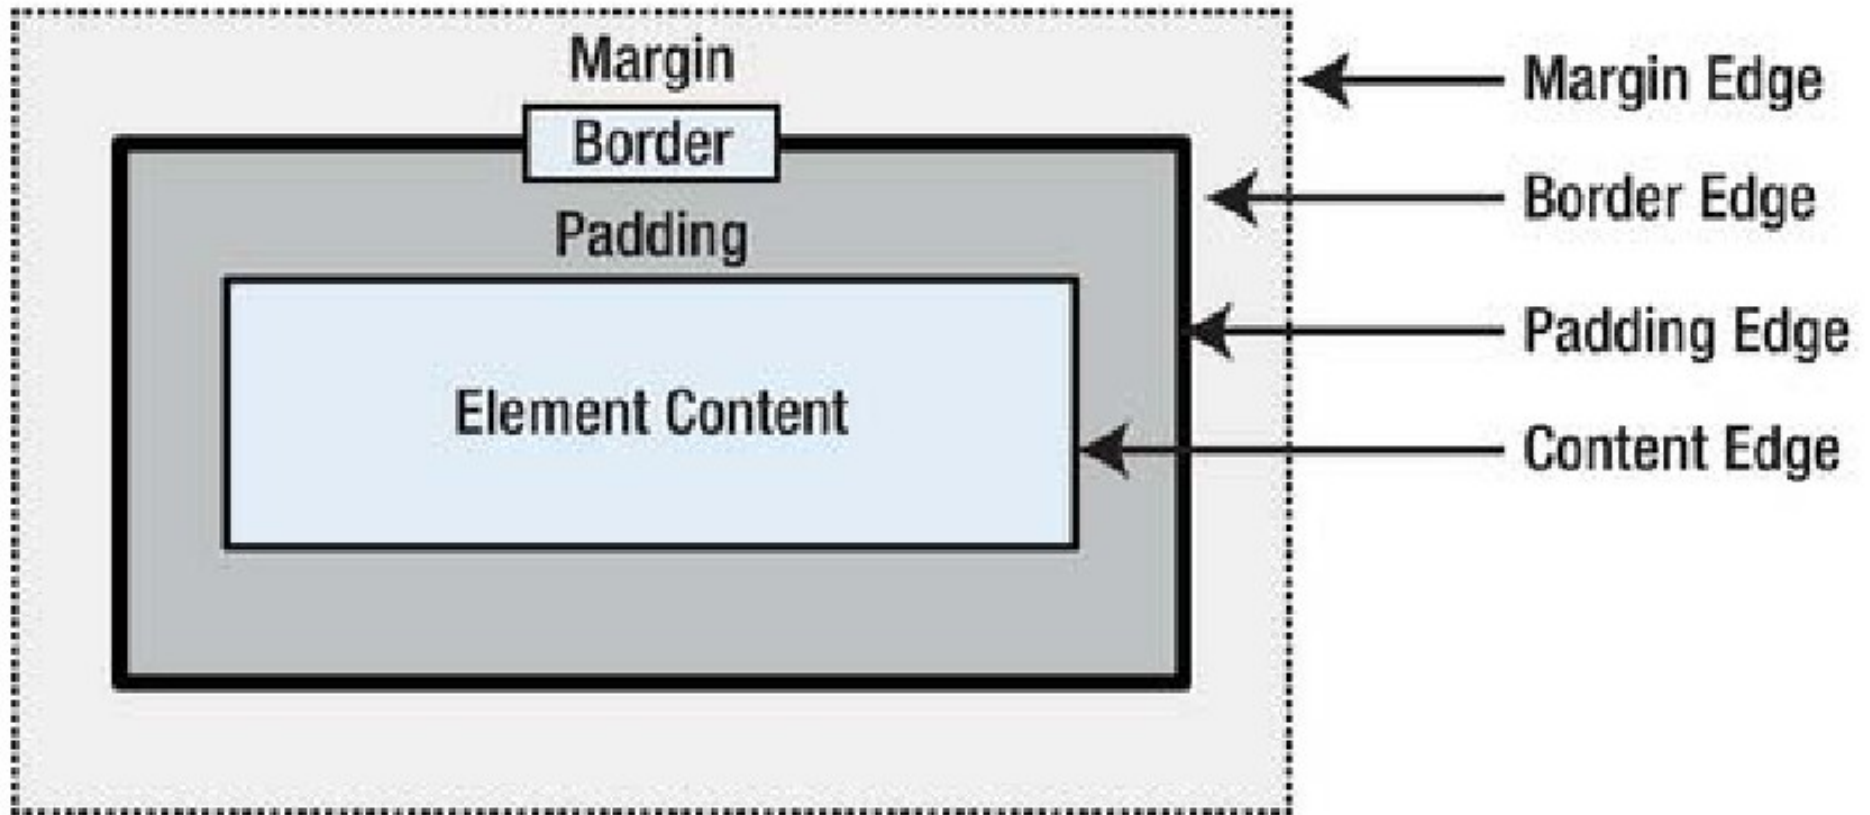 Margin
Border
Padding
Element Content
Margin Edge
Border Edge
Padding Edge
Content Edge